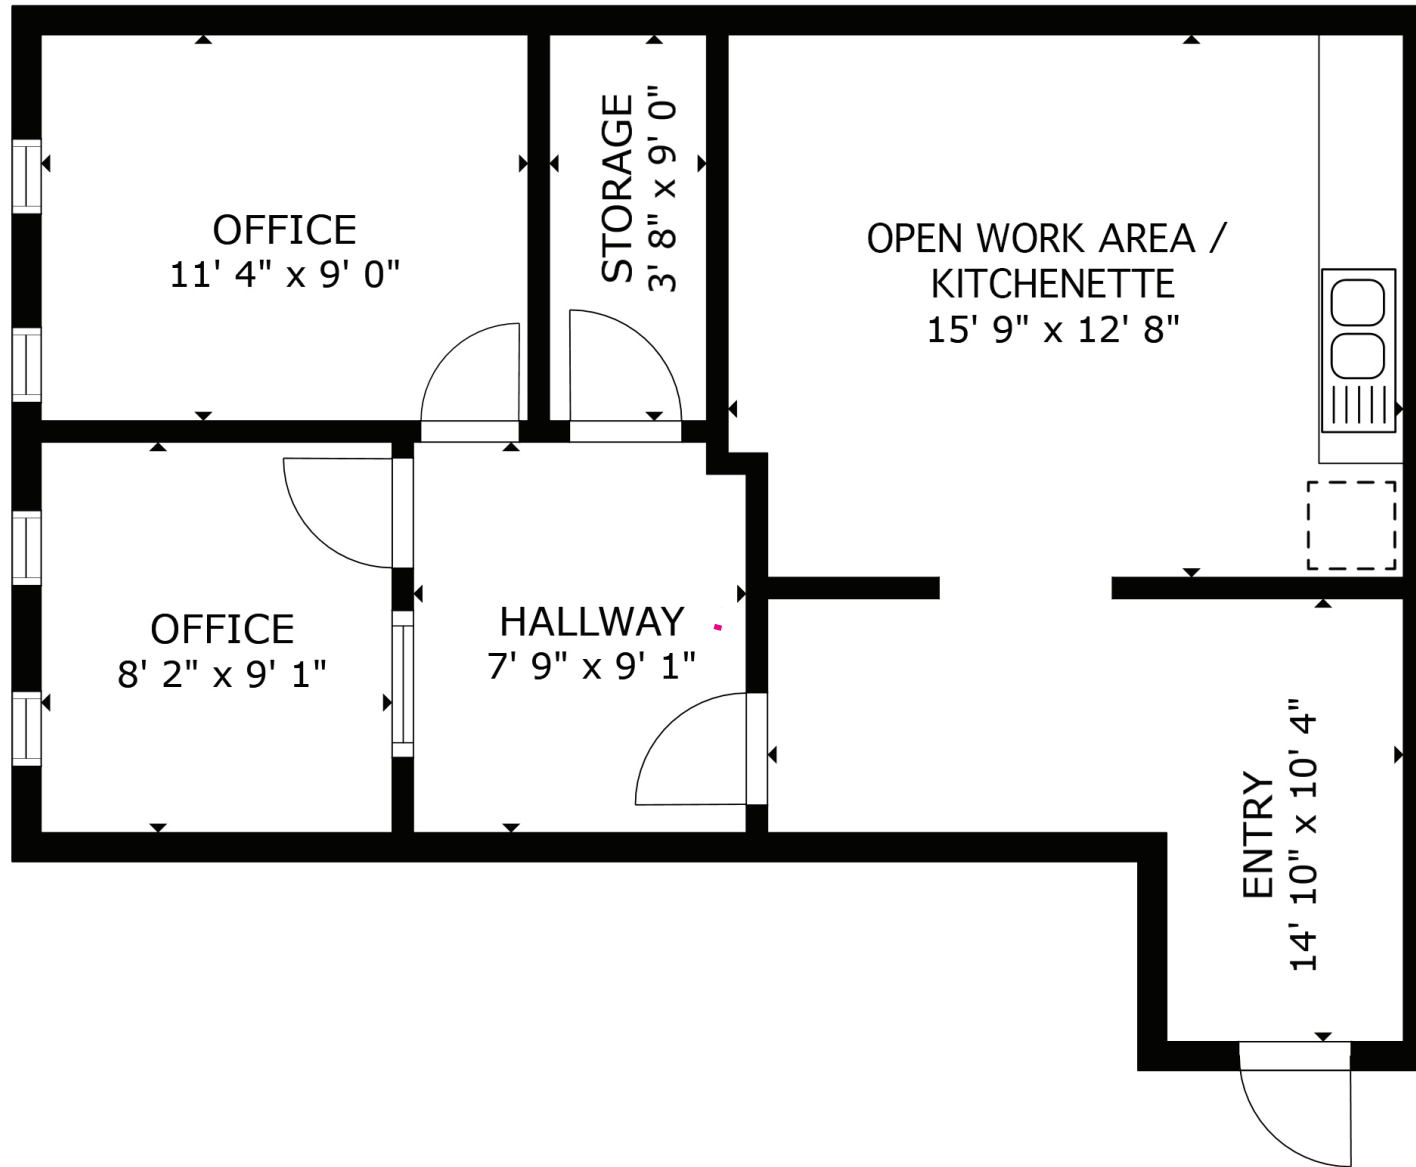 OFFICE
11' 4" x 9' 0"
STORAGE
3' 8" x 9' 0"
OPEN WORK AREA /
KITCHENETTE
15' 9" x 12' 8"
OFFICE
8' 2" x 9' 1"
HALLWAY
7' 9" x 9' 1"
ENTRY
14' 10" x 10' 4"